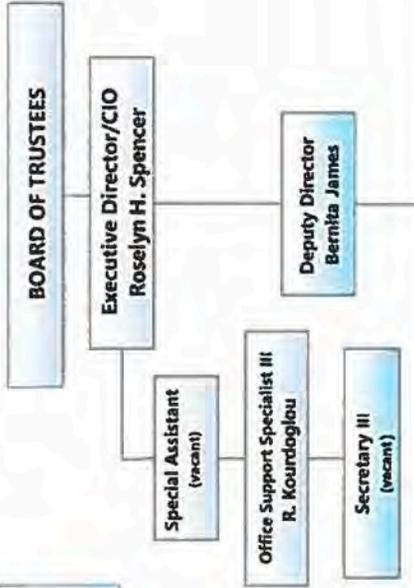 BOARD OF TRUSTEES
Executive Director/CIO
Roselyn H. Spencer
Deputy Director
Bernita James
Special Assistant
(vacant)
Office Support Specialist III
R. Kourdoglou
Secretary III
(vacant)